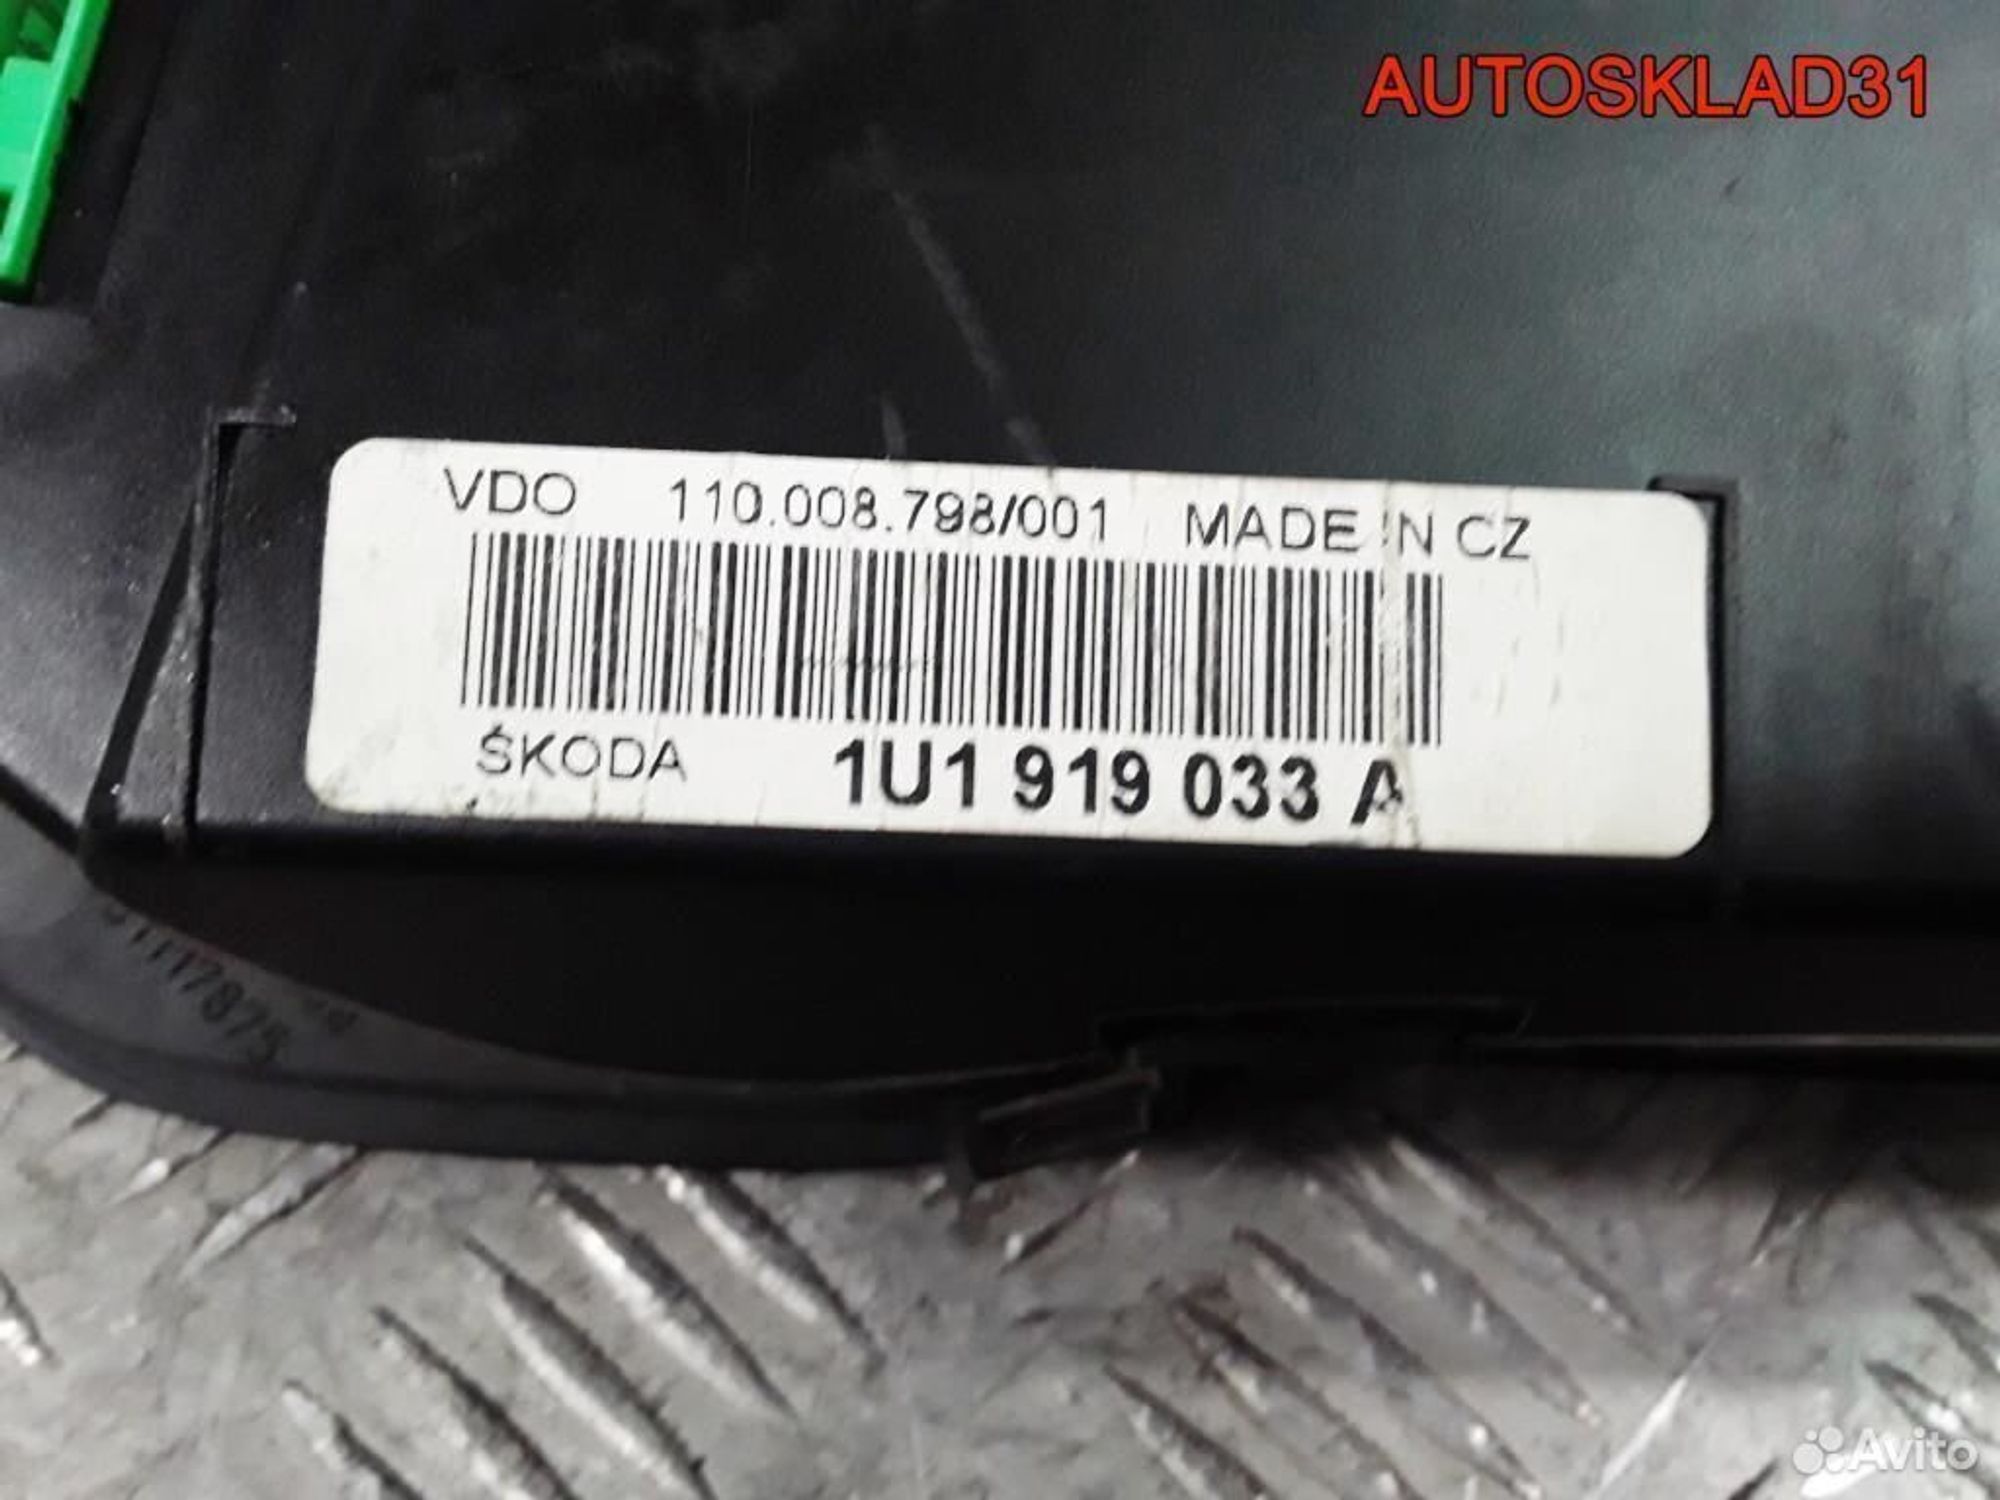 AUTOSKLAD31
VDO 110.008.798/001 MADE IN CZ
ŠKODA 1U1 919 033 A
Avito